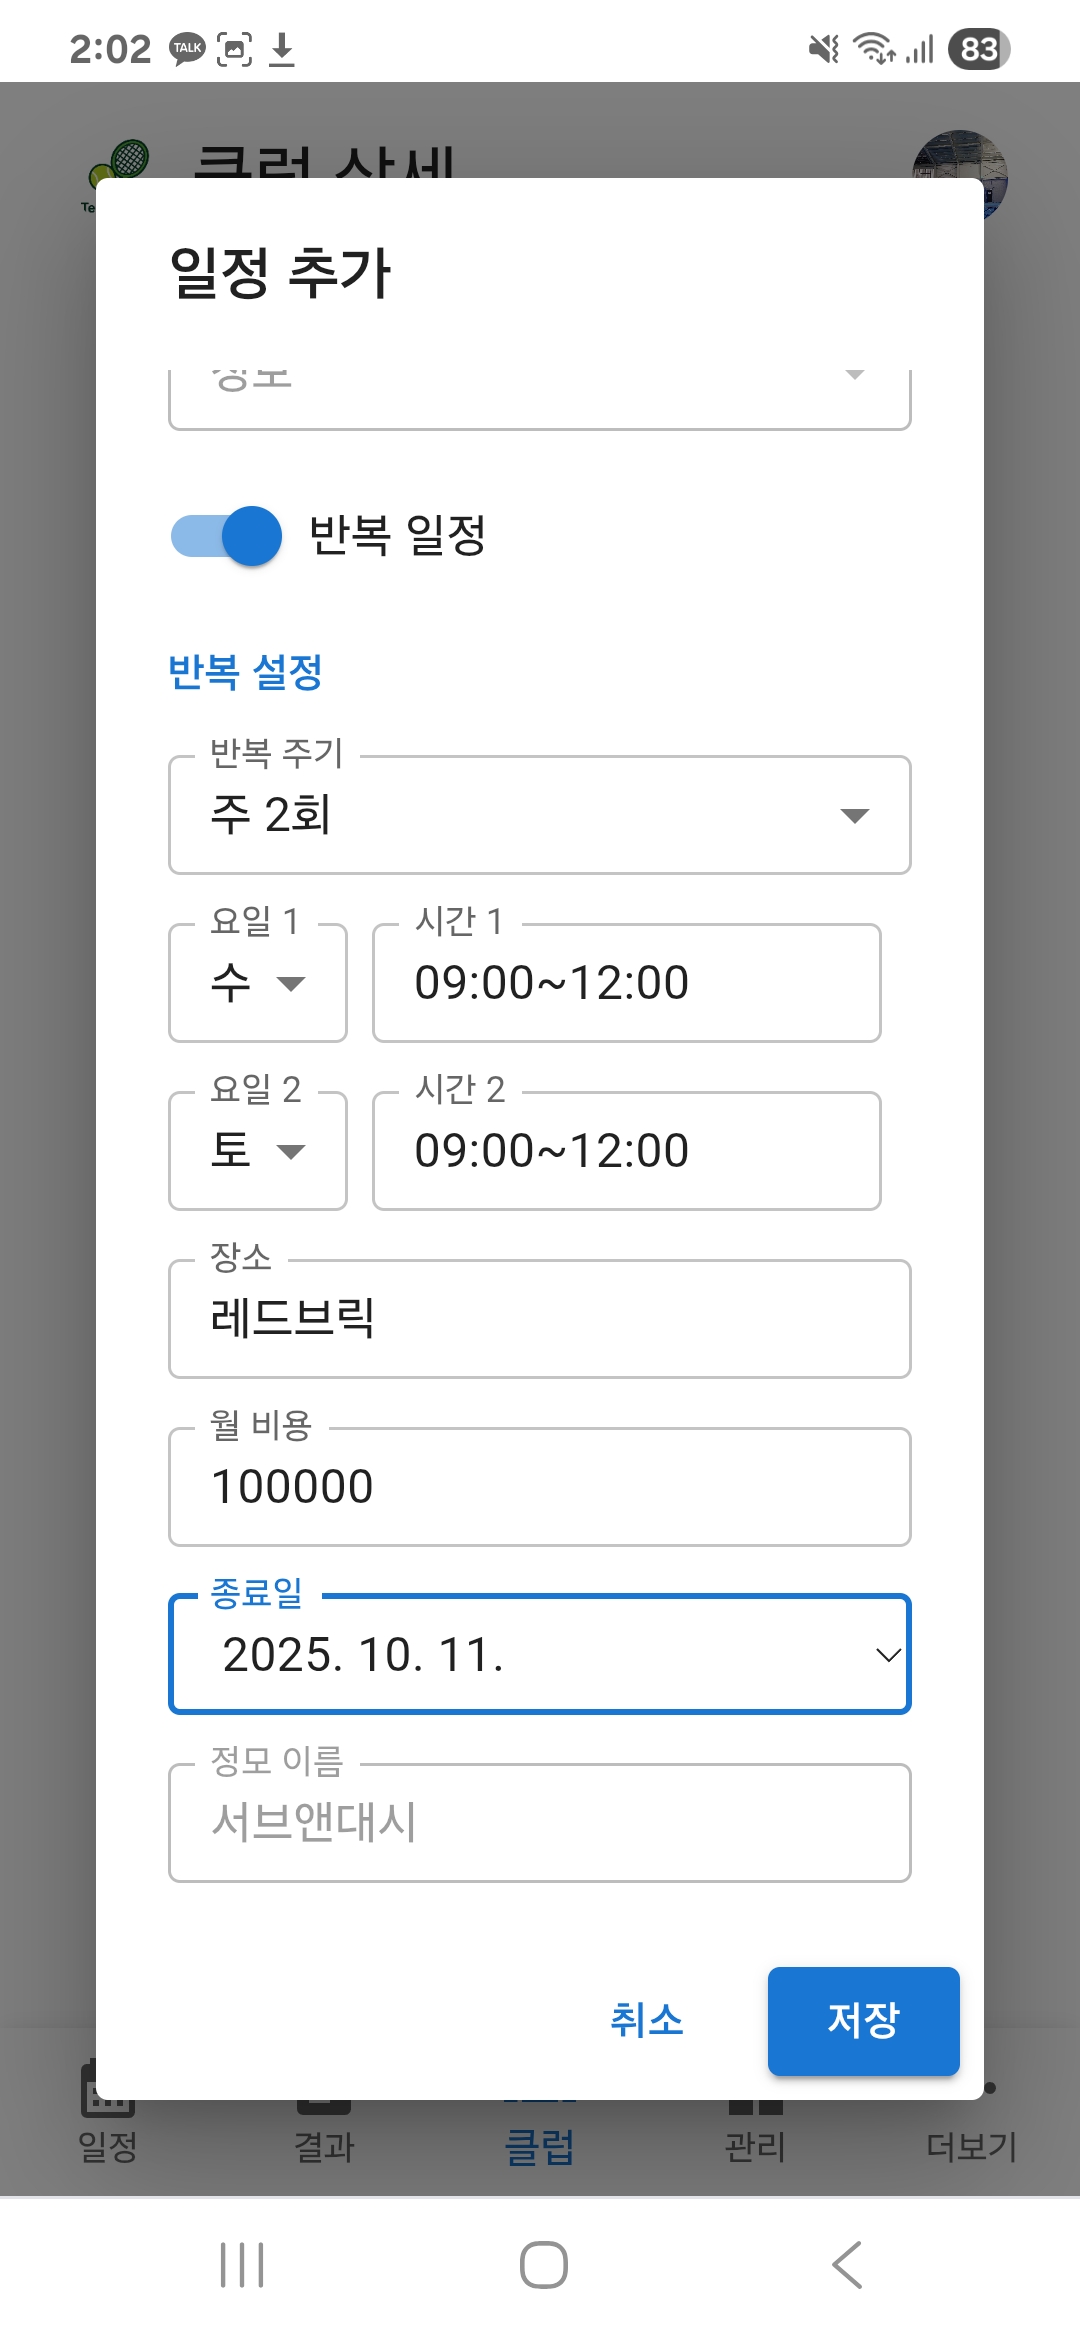 2:02
TALK
83
클럽 상세
Te
일정 추가
정모
반복 일정
반복 설정
반복 주기
주 2회
요일 1
수
시간 1
09:00~12:00
요일 2
토
시간 2
09:00~12:00
장소
레드브릭
월 비용
100000
종료일
2025. 10. 11.
정모 이름
서브앤대시
취소
저장
일정
결과
클럽
관리
더보기